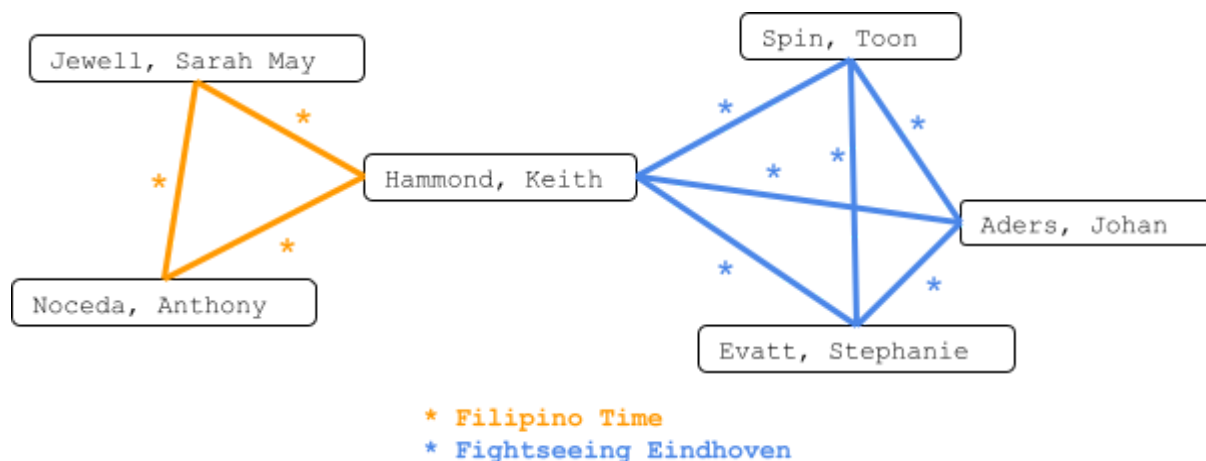 Spin, Toon
Jewell, Sarah May
*
*
*
*
*
*
Hammond, Keith
*
Aders, Johan
*
*
*
Noceda, Anthony
Evatt, Stephanie
* Filipino Time
* Fightseeing Eindhoven